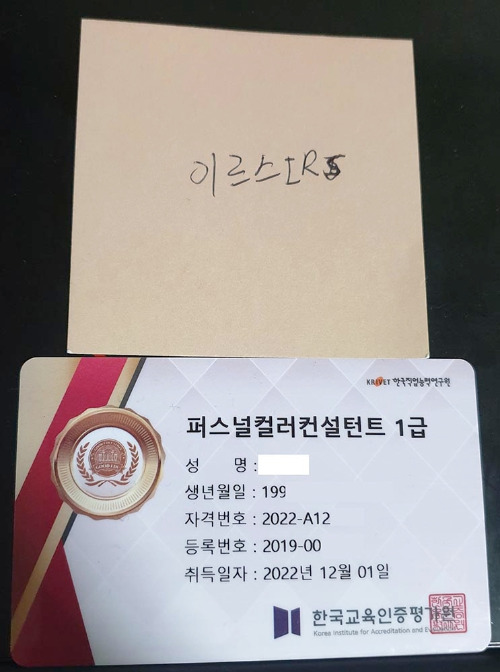 이르스IRS
KRIVET 한국직업능력연구원
퍼스널컬러컨설턴트 1급
성 명 :
생년월일 : 199
자격번호 : 2022-A12
등록번호 : 2019-00
취득일자 : 2022년 12월 01일
한국교육인증평가원
Korea Institute for Accreditation and